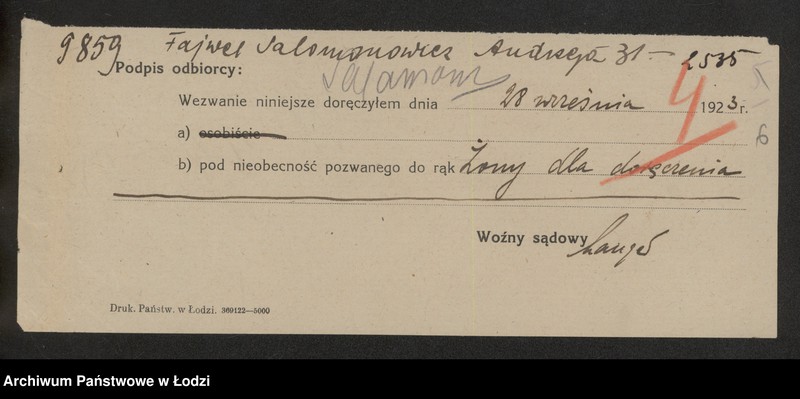 9859 Fajwel Salomonowicz Andrzeja 31 — 2535
Podpis odbiorcy:
Wezwanie niniejsze doręczyłem dnia 28 września 1923 r.
4
a) osobiście
b) pod nieobecność pozwanego do rąk żony dla doręczenia
Woźny sądowy
Druk. Państw. w Łodzi. 369122—5000
Archiwum Państwowe w Łodzi